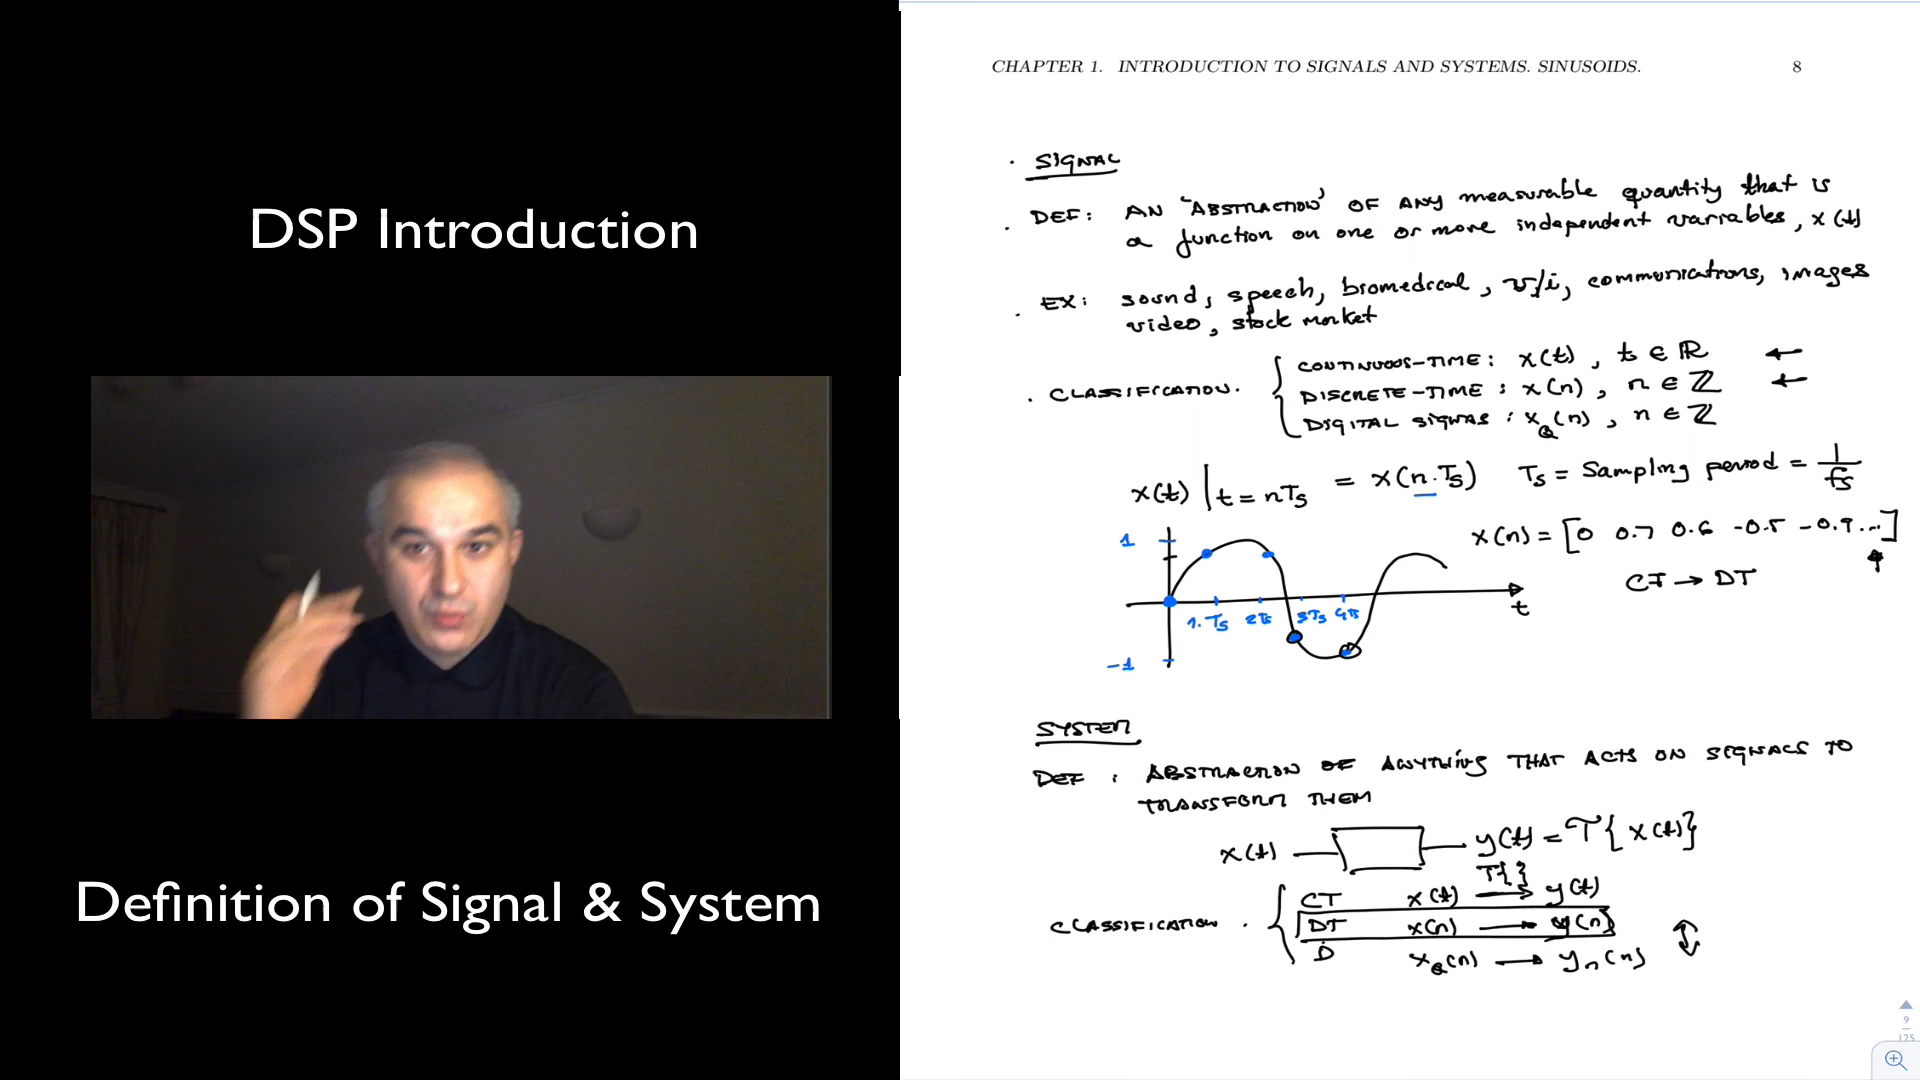 DSP Introduction
Definition of Signal & System
CHAPTER 1. INTRODUCTION TO SIGNALS AND SYSTEMS. SINUSOIDS. 8
· SIGNAL
· DEF: AN "ABSTRACTION" OF ANY measurable quantity that is
a function on one or more independent variables, x(t)
· EX: sound, speech, biomedical, v/i, communications, images
video, stock market
· CLASSIFICATION. { CONTINUOUS-TIME: x(t), t ∈ ℝ ←
DISCRETE-TIME: x(n), n ∈ ℤ ←
DIGITAL SIGNALS: x_Q(n), n ∈ ℤ
x(t) |t = nTs = x(n·Ts) Ts = Sampling period = 1/fs
x(n) = [0 0.7 0.6 -0.5 -0.9...]
CT → DT
1
1·Ts 2Ts 3Ts 4Ts
t
-1
SYSTEM
DEF: ABSTRACTION OF ANYTHING THAT ACTS ON SIGNALS TO
TRANSFORM THEM
x(t) y(t) = T{x(t)}
T{}
CLASSIFICATION. { CT x(t) → y(t)
DT x(n) → y(n)
D x_Q(n) → y_n(n)
9
125